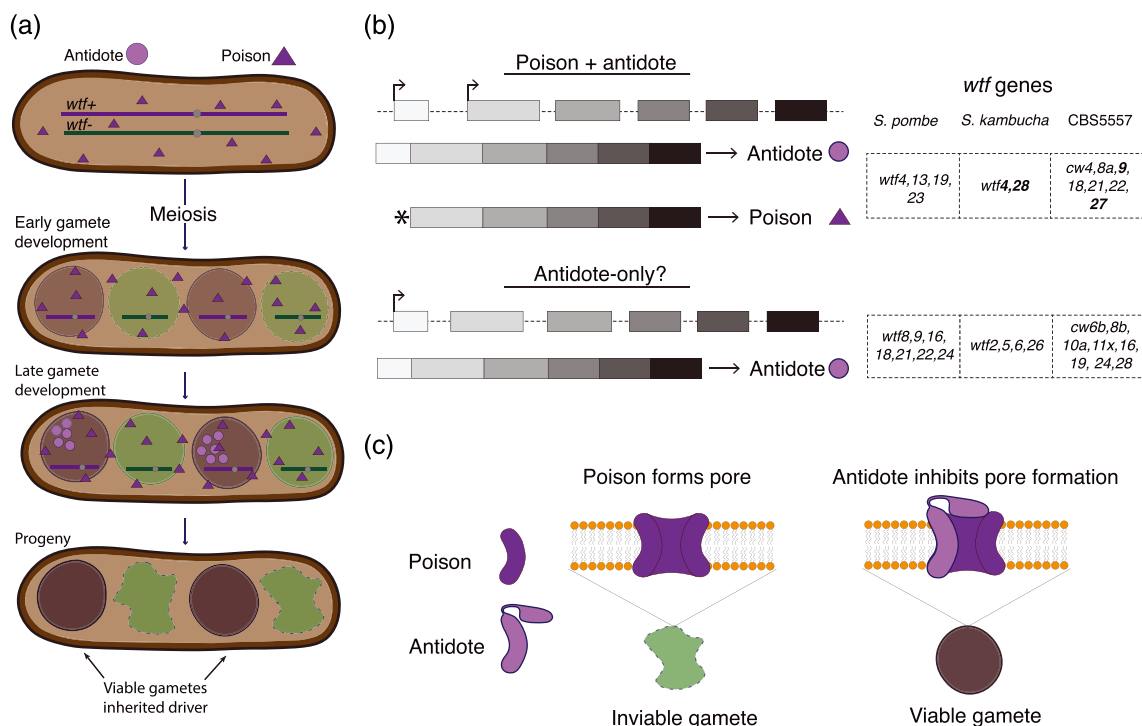 (a)
Antidote
Poison
wtf+
wtf-
Meiosis
Early gamete
development
Late gamete
development
Progeny
Viable gametes
inherited driver
(b)
Poison + antidote
Antidote
*
Poison
Antidote-only?
Antidote
wtf genes
S. pombe
S. kambucha
CBS5557
wtf4,13,19,
23
wtf4,28
cw4,8a,9,
18,21,22,
27
wtf8,9,16,
18,21,22,24
wtf2,5,6,26
cw6b,8b,
10a,11x,16,
19, 24,28
(c)
Poison forms pore
Antidote inhibits pore formation
Poison
Antidote
Inviable gamete
Viable gamete